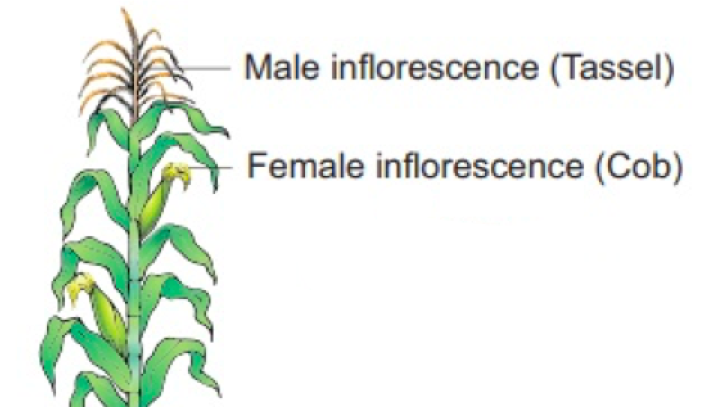 Male inflorescence (Tassel)
Female inflorescence (Cob)